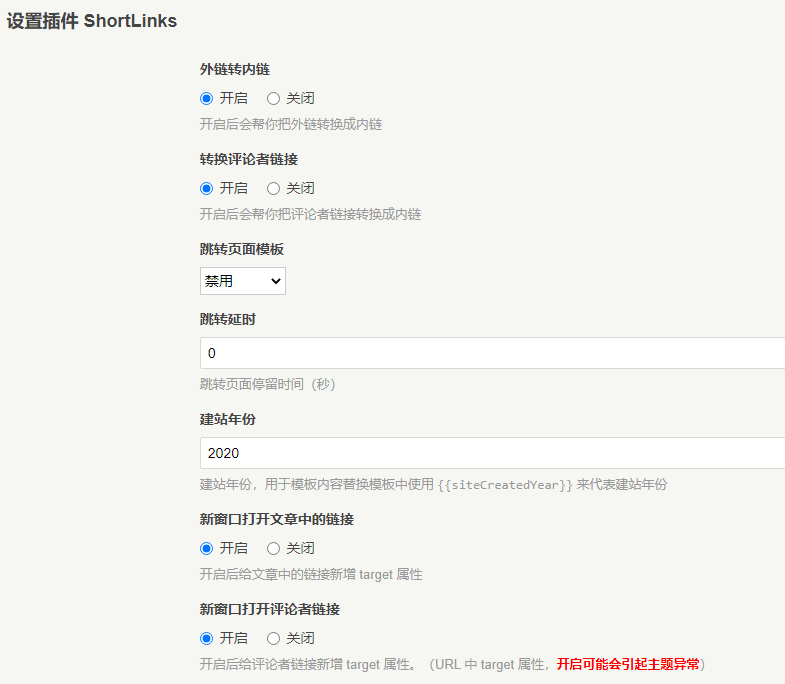 设置插件 ShortLinks
外链转内链
开启 关闭
开启后会帮你把外链转换成内链
转换评论者链接
开启 关闭
开启后会帮你把评论者链接转换成内链
跳转页面模板
禁用
跳转延时
0
跳转页面停留时间（秒）
建站年份
2020
建站年份，用于模板内容替换模板中使用 {{siteCreatedYear}} 来代表建站年份
新窗口打开文章中的链接
开启 关闭
开启后给文章中的链接新增 target 属性
新窗口打开评论者链接
开启 关闭
开启后给评论者链接新增 target 属性。（URL 中 target 属性，开启可能会引起主题异常）